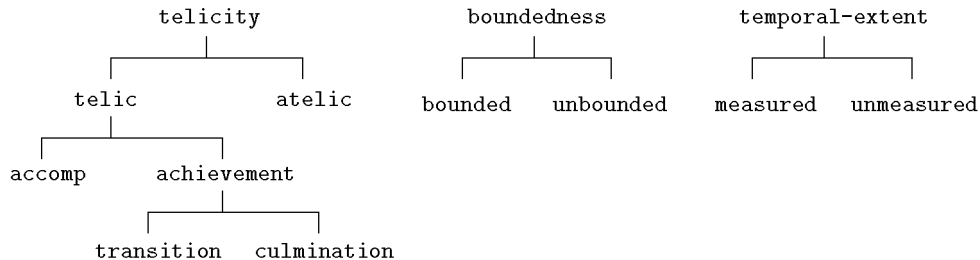 telicity boundedness temporal-extent
telic atelic bounded unbounded measured unmeasured
accomp achievement
transition culmination